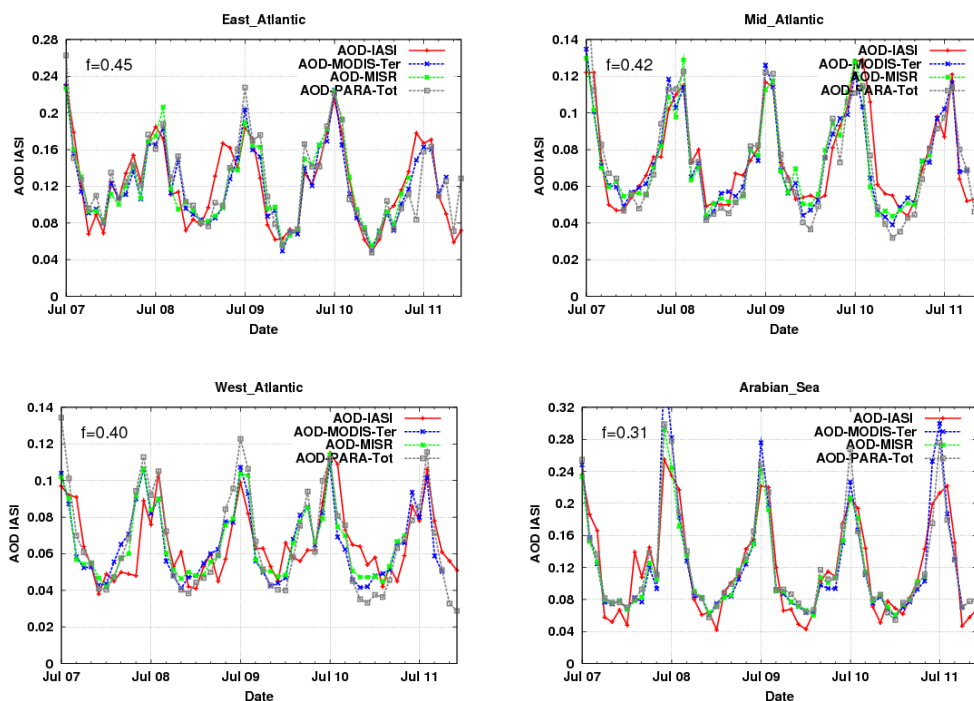 East_Atlantic
0.28
0.24
0.2
0.16
0.12
0.08
0.04
0
AOD IASI
f=0.45
AOD-IASI
AOD-MODIS-Ter
AOD-MISR
AOD-PARA-Tot
Jul 07
Jul 08
Jul 09
Jul 10
Jul 11
Date
Mid_Atlantic
0.14
0.12
0.1
0.08
0.06
0.04
0.02
0
AOD IASI
f=0.42
AOD-IASI
AOD-MODIS-Ter
AOD-MISR
AOD-PARA-Tot
Jul 07
Jul 08
Jul 09
Jul 10
Jul 11
Date
West_Atlantic
0.14
0.12
0.1
0.08
0.06
0.04
0.02
0
AOD IASI
f=0.40
AOD-IASI
AOD-MODIS-Ter
AOD-MISR
AOD-PARA-Tot
Jul 07
Jul 08
Jul 09
Jul 10
Jul 11
Date
Arabian_Sea
0.32
0.28
0.24
0.2
0.16
0.12
0.08
0.04
0
AOD IASI
f=0.31
AOD-IASI
AOD-MODIS-Ter
AOD-MISR
AOD-PARA-Tot
Jul 07
Jul 08
Jul 09
Jul 10
Jul 11
Date